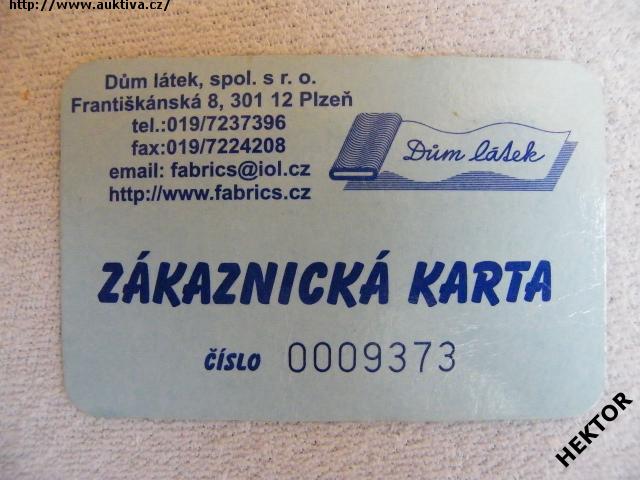 http://www.auktiva.cz/
Dům látek, spol. s r. o.
Františkánská 8, 301 12 Plzeň
tel.:019/7237396
fax:019/7224208
email: fabrics@iol.cz
http://www.fabrics.cz
Dům látek
ZÁKAZNICKÁ KARTA
ČÍSLO 0009373
HEKTOR